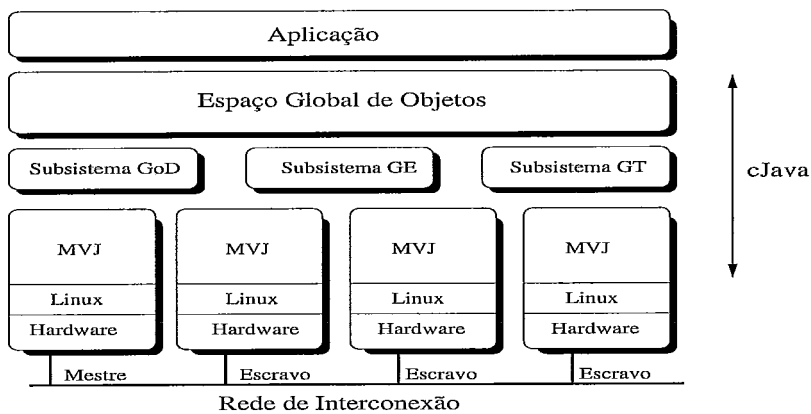 Aplicação
Espaço Global de Objetos
Subsistema GoD
Subsistema GE
Subsistema GT
cJava
MVJ
MVJ
MVJ
MVJ
Linux
Linux
Linux
Linux
Hardware
Hardware
Hardware
Hardware
Mestre
Escravo
Escravo
Escravo
Rede de Interconexão